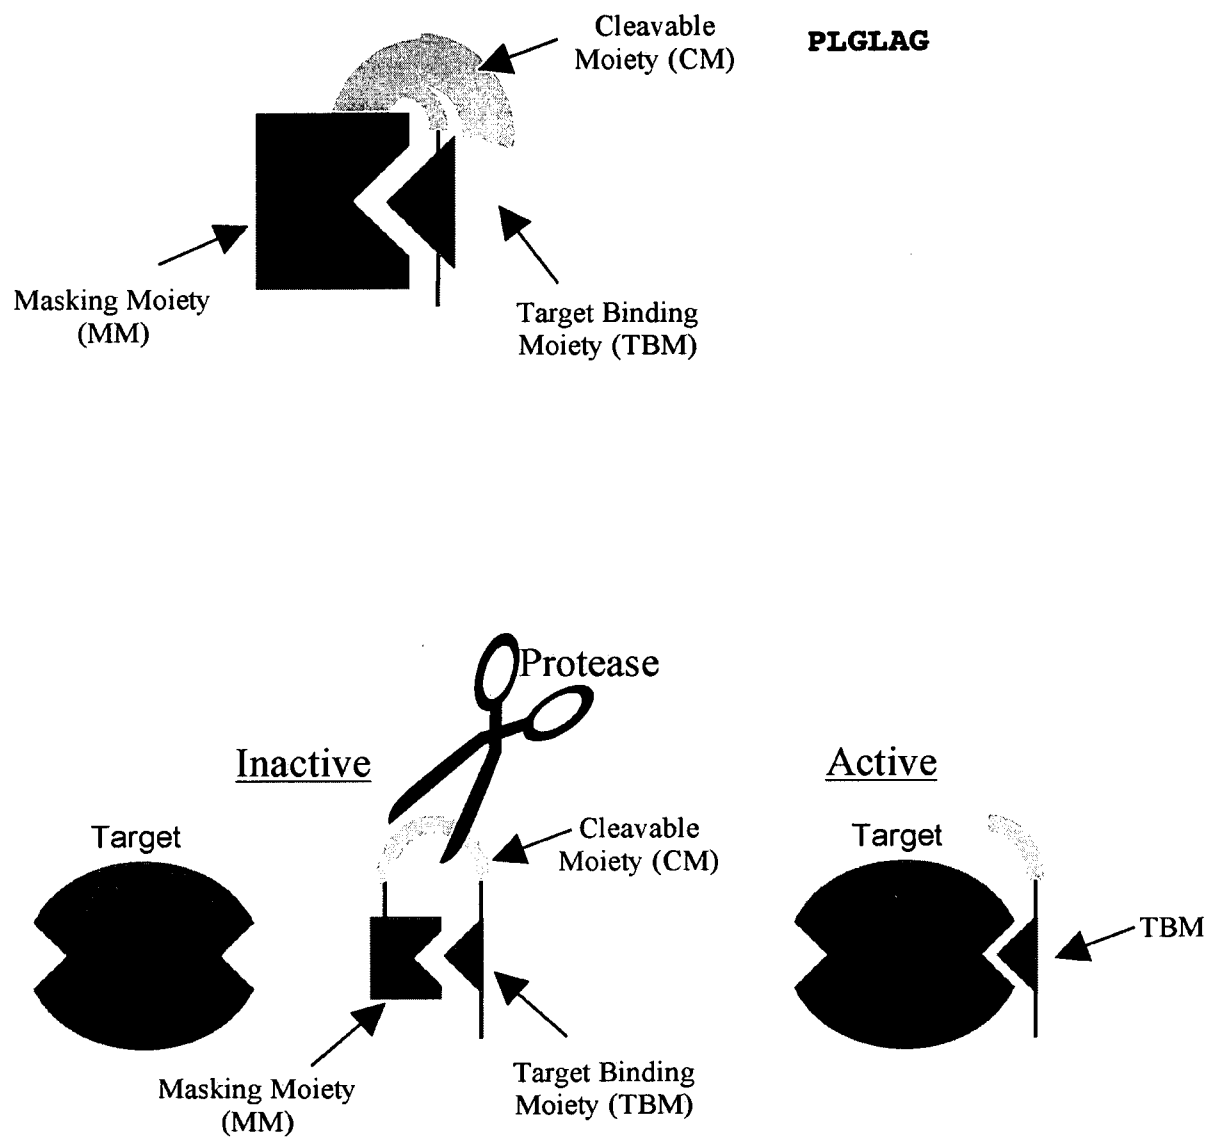 Cleavable
Moiety (CM)
PLGLAG
Masking Moiety
(MM)
Target Binding
Moiety (TBM)
Protease
Inactive
Active
Target
Cleavable
Moiety (CM)
Target
TBM
Masking Moiety
(MM)
Target Binding
Moiety (TBM)